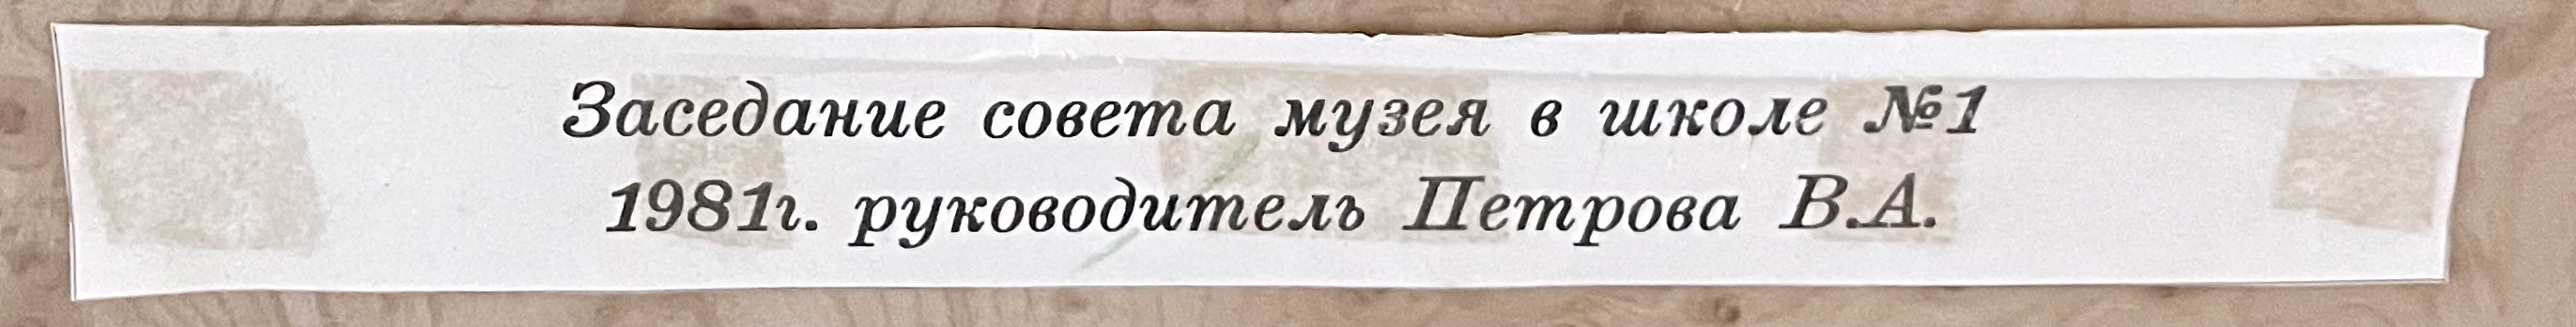 Заседание совета музея в школе №1
1981г. руководитель Петрова В.А.